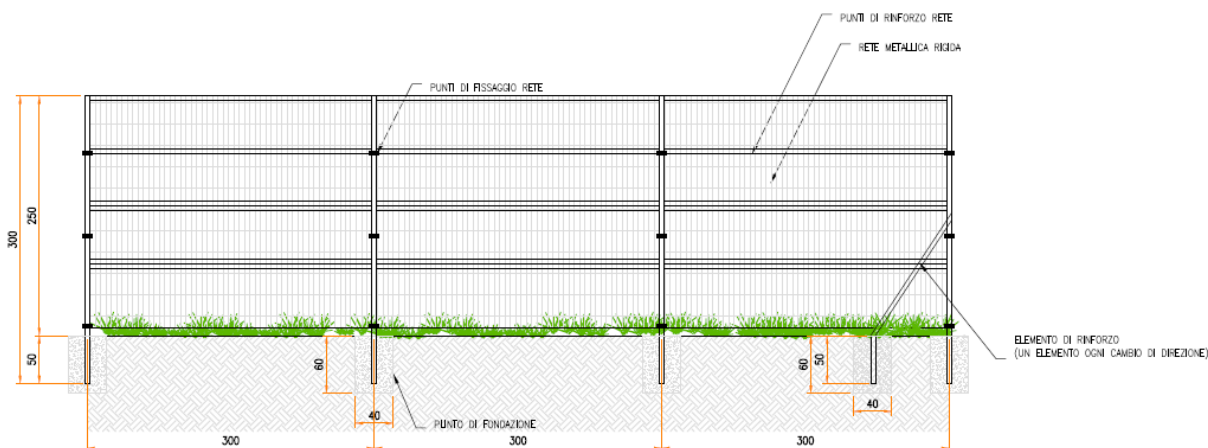 PUNTI DI RINFORZO RETE
RETE METALLICA RIGIDA
PUNTI DI FISSAGGIO RETE
300
250
50
60
40
PUNTO DI FONDAZIONE
60
50
40
ELEMENTO DI RINFORZO
(UN ELEMENTO OGNI CAMBIO DI DIREZIONE)
300
300
300